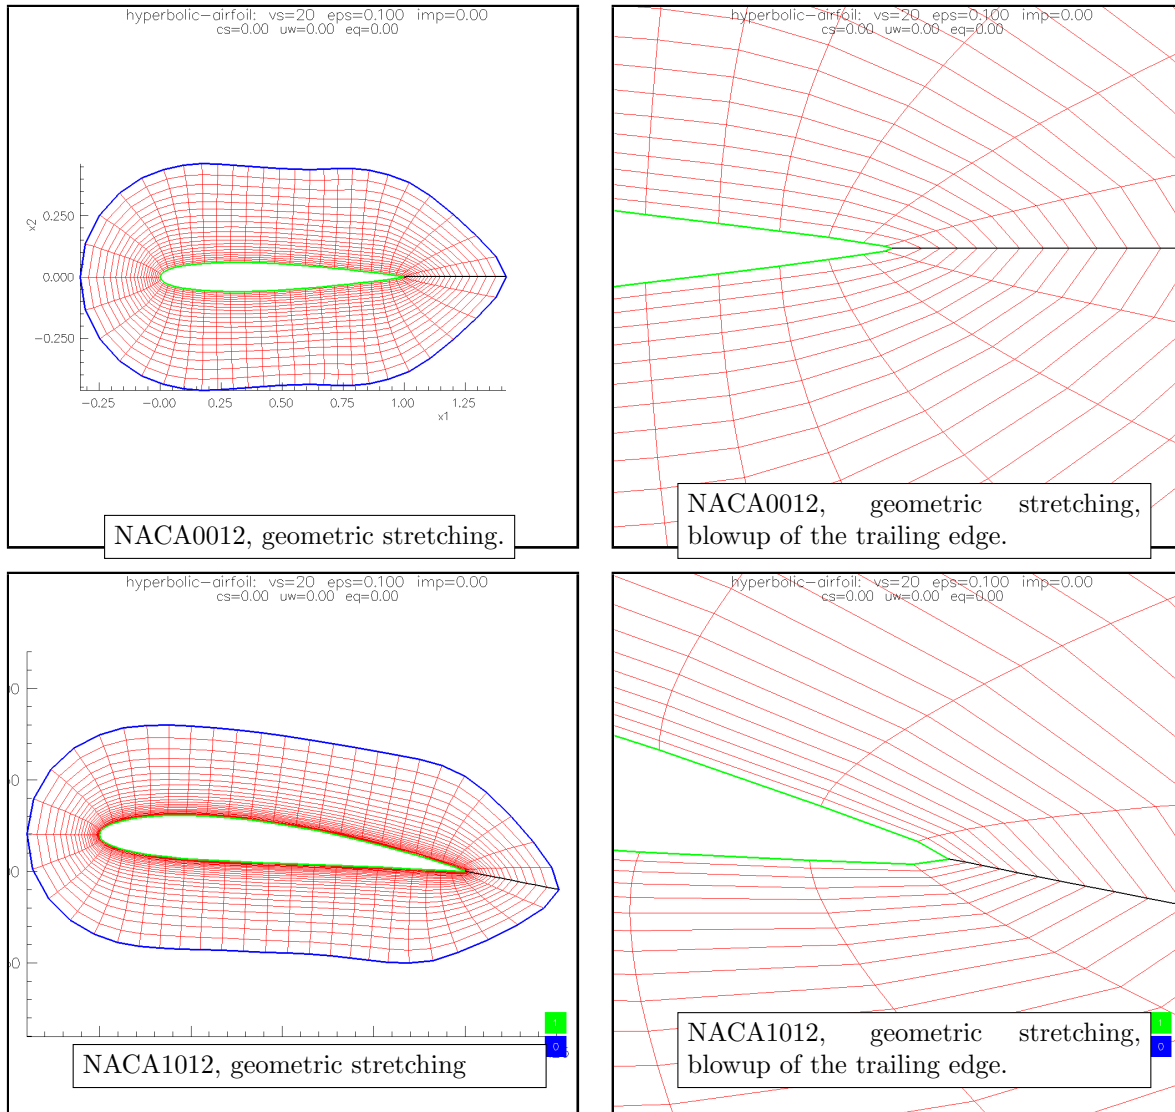 hyperbolic-airfoil: vs=20 eps=0.100 imp=0.00
cs=0.00 uw=0.00 eq=0.00
x2
0.250
0.000
-0.250
-0.25
-0.00
0.25
0.50
0.75
1.00
1.25
x1
NACA0012, geometric stretching.
hyperbolic-airfoil: vs=20 eps=0.100 imp=0.00
cs=0.00 uw=0.00 eq=0.00
NACA0012, geometric stretching,
blowup of the trailing edge.
hyperbolic-airfoil: vs=20 eps=0.100 imp=0.00
cs=0.00 uw=0.00 eq=0.00
1
0
NACA1012, geometric stretching
hyperbolic-airfoil: vs=20 eps=0.100 imp=0.00
cs=0.00 uw=0.00 eq=0.00
1
0
NACA1012, geometric stretching,
blowup of the trailing edge.